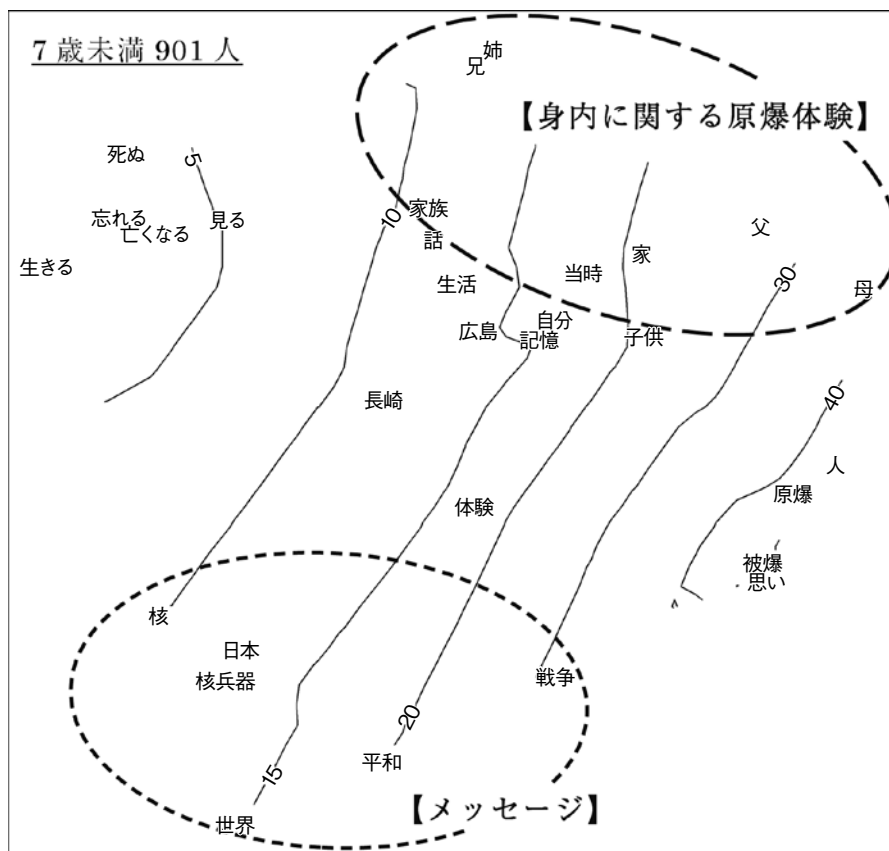 7歳未満 901人
姉
兄
【身内に関する原爆体験】
死ぬ
5
忘れる
亡くなる
見る
生きる
10
家族
話
生活
当時
家
父
母
30
広島
自分
記憶
子供
長崎
40
人
原爆
体験
被爆
思い
核
日本
核兵器
戦争
20
平和
15
世界
【メッセージ】